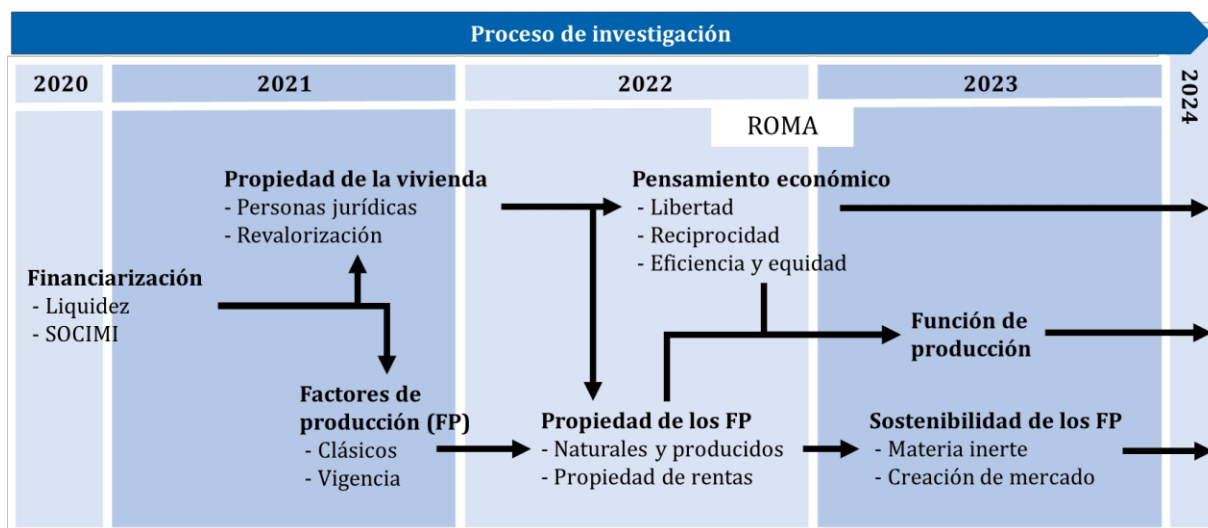 Proceso de investigación
2020
2021
2022
2023
2024
ROMA
Financiarización
- Liquidez
- SOCIMI
Propiedad de la vivienda
- Personas jurídicas
- Revalorización
Factores de
producción (FP)
- Clásicos
- Vigencia
Pensamiento económico
- Libertad
- Reciprocidad
- Eficiencia y equidad
Propiedad de los FP
- Naturales y producidos
- Propiedad de rentas
Función de
producción
Sostenibilidad de los FP
- Materia inerte
- Creación de mercado